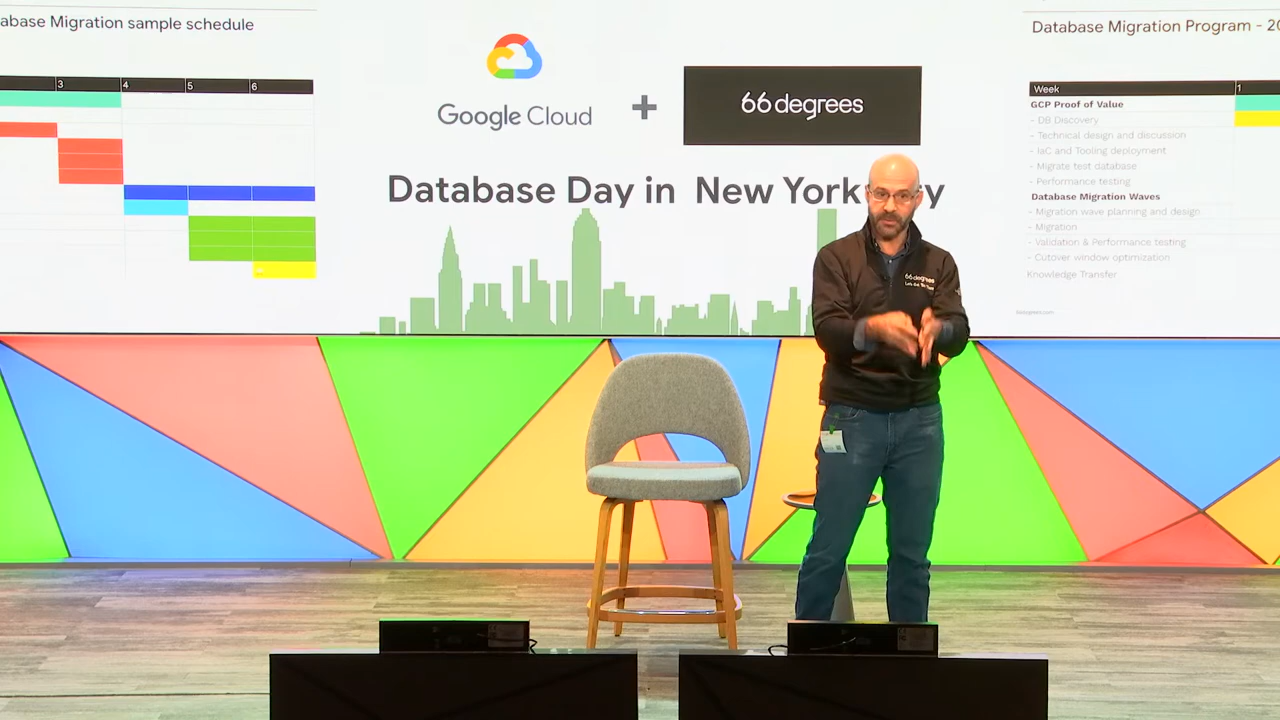 abase Migration sample schedule
3 4 5 6
Google Cloud
+
66degrees
Database Day in New York y
Database Migration Program - 20
Week 1
GCP Proof of Value
- DB Discovery
- Technical design and discussion
- IaC and Tooling deployment
- Migrate test database
- Performance testing
Database Migration Waves
- Migration wave planning and design
- Migration
- Validation & Performance testing
- Cutover window optimization
Knowledge Transfer
66degrees